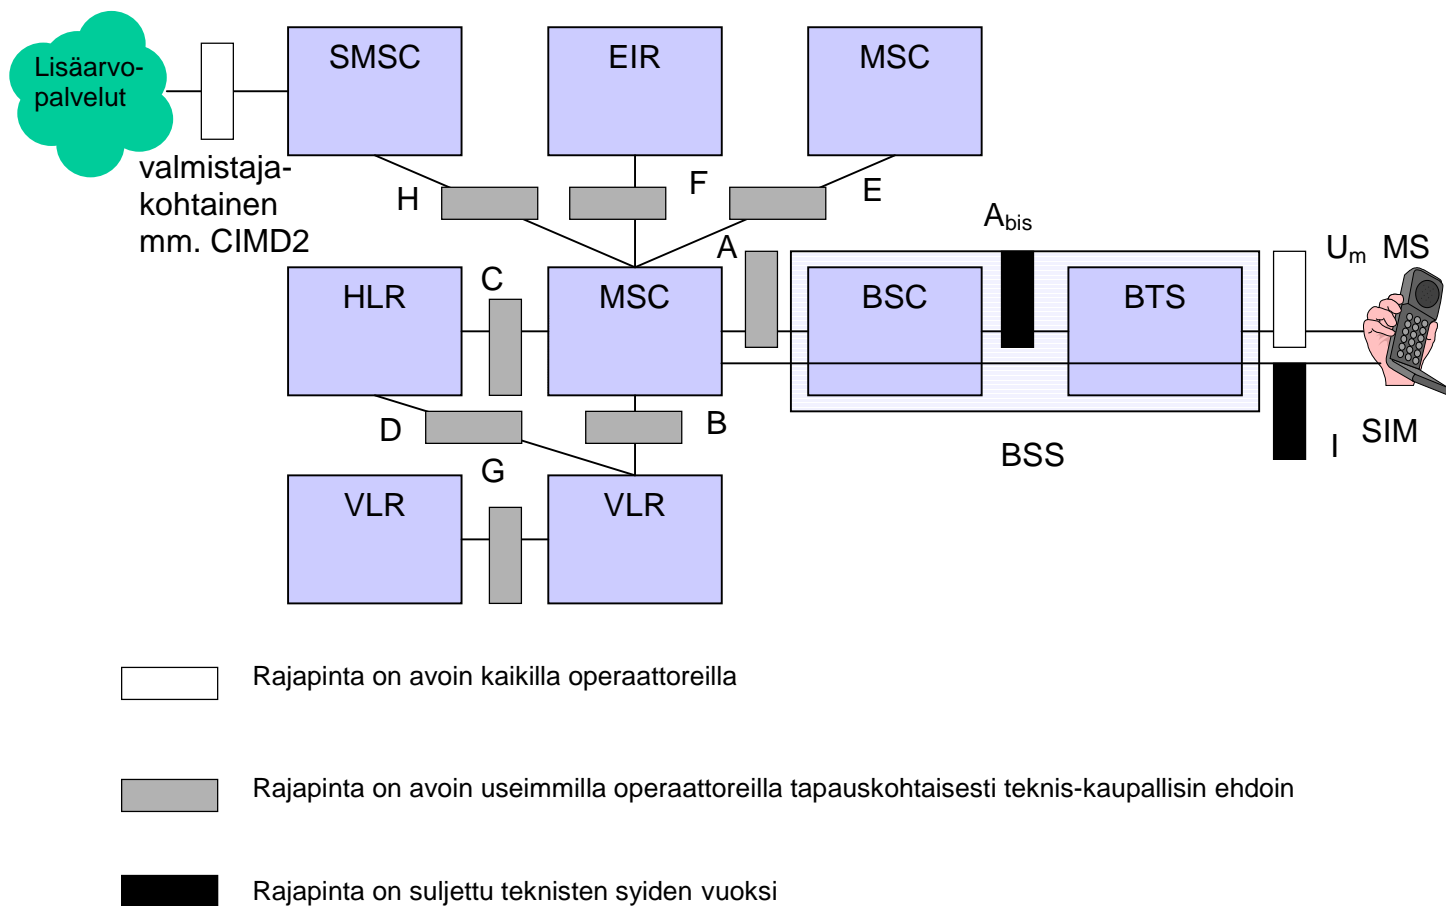 Lisäarvo-
palvelut
SMSC
EIR
MSC
valmistaja-
kohtainen
mm. CIMD2
H
F
E
A
Abis
Um MS
C
HLR
MSC
BSC
BTS
D
B
G
BSS
I SIM
VLR
VLR
Rajapinta on avoin kaikilla operaattoreilla
Rajapinta on avoin useimmilla operaattoreilla tapauskohtaisesti teknis-kaupallisin ehdoin
Rajapinta on suljettu teknisten syiden vuoksi